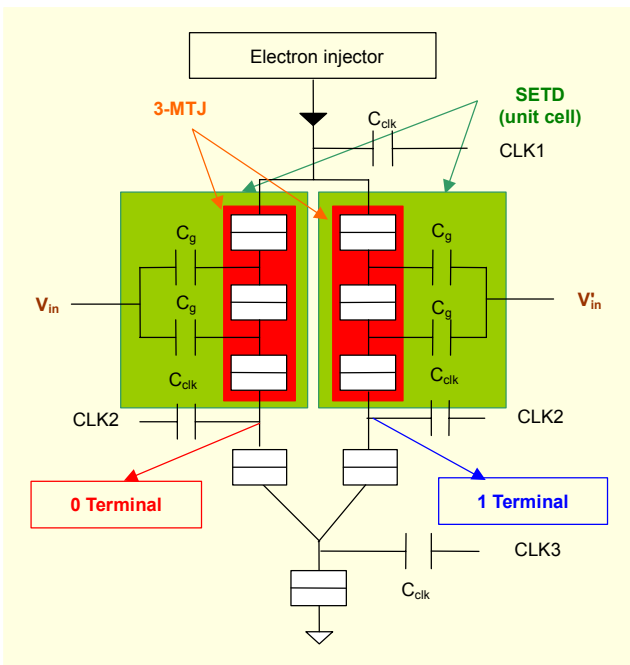 Electron injector
3-MTJ
SETD
(unit cell)
Cclk
CLK1
Cg
Cg
Vin
V'in
Cg
Cg
Cclk
Cclk
CLK2
CLK2
0 Terminal
1 Terminal
CLK3
Cclk